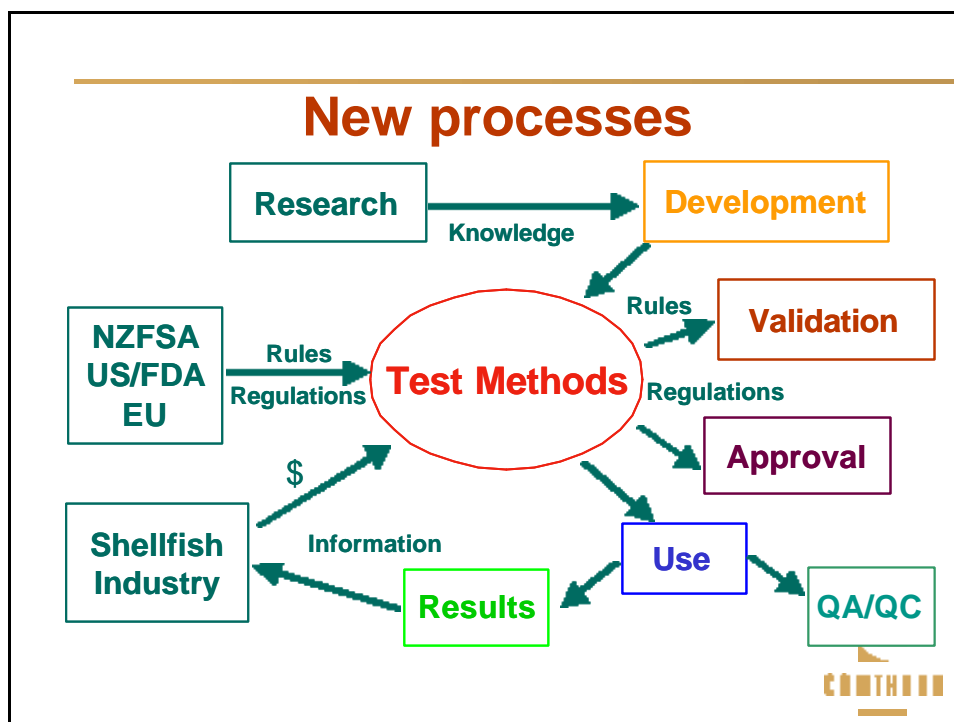 New processes
Research
Knowledge
Development
NZFSA
US/FDA
EU
Rules
Regulations
Test Methods
Rules
Validation
Regulations
Approval
$
Shellfish
Industry
Information
Results
Use
QA/QC